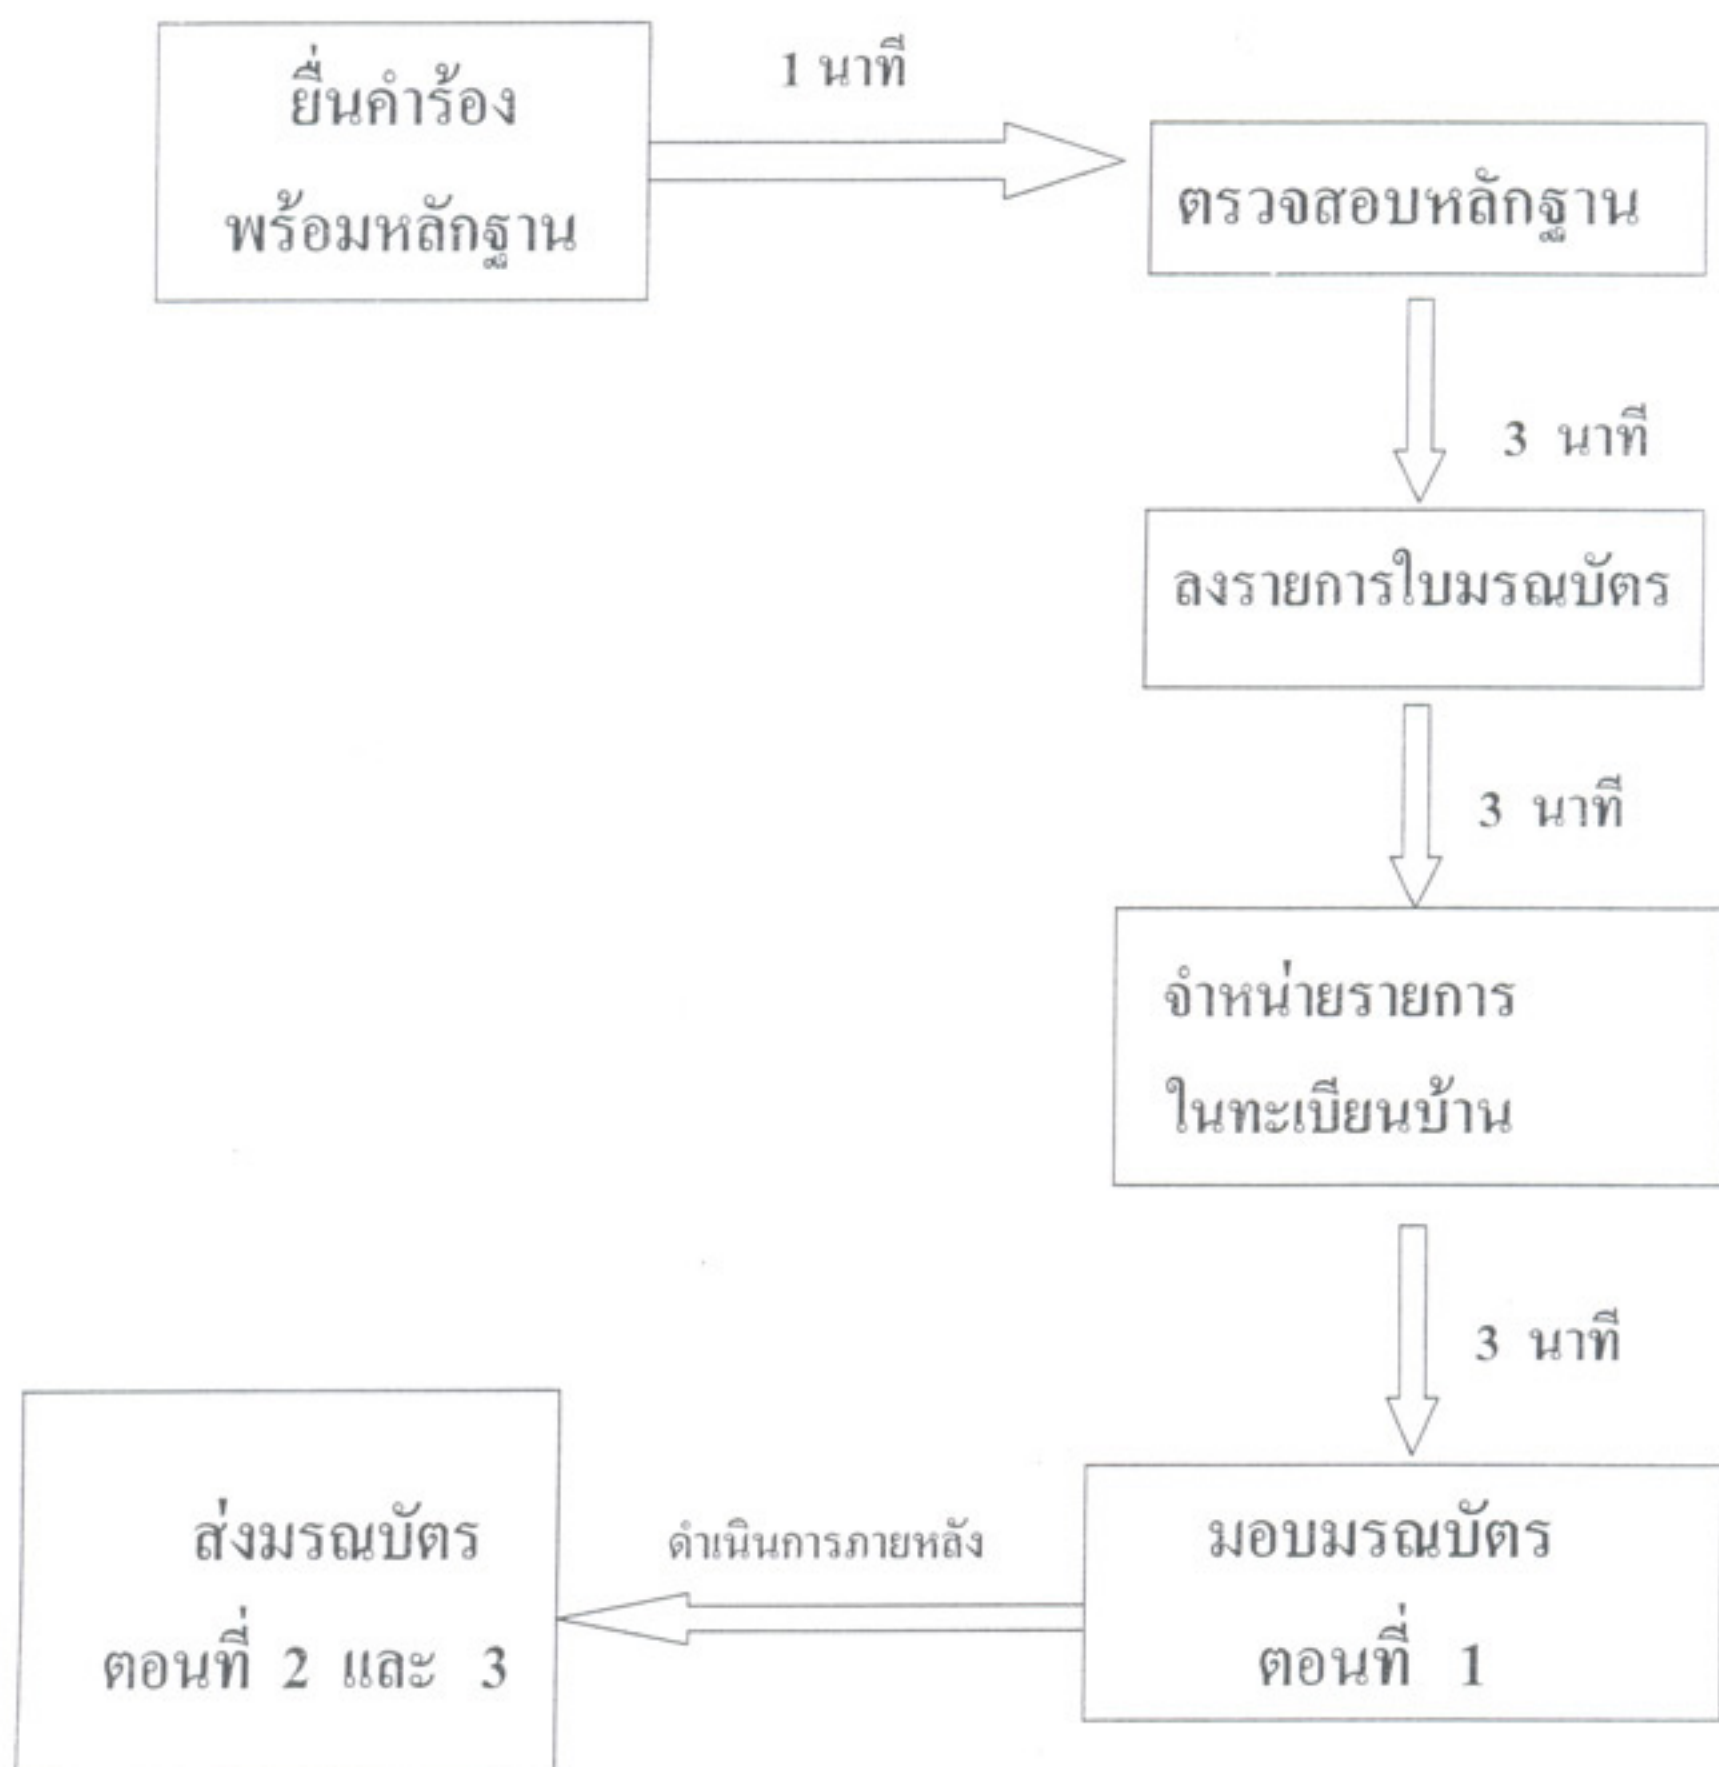 ยื่นคำร้อง
พร้อมหลักฐาน
1 นาที
ตรวจสอบหลักฐาน
3 นาที
ลงรายการใบมรณบัตร
3 นาที
จำหน่ายรายการ
ในทะเบียนบ้าน
3 นาที
มอบมรณบัตร
ตอนที่ 1
ดำเนินการภายหลัง
ส่งมรณบัตร
ตอนที่ 2 และ 3